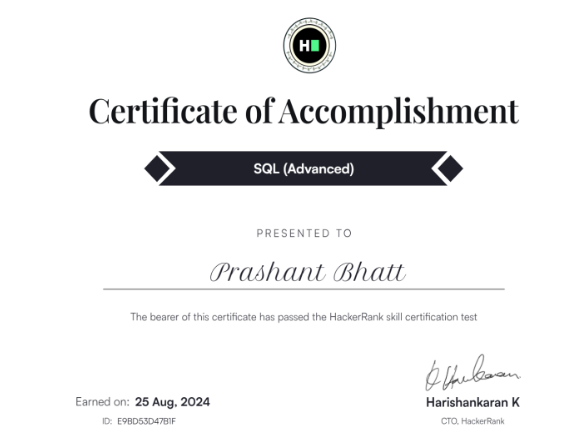 H
Certificate of Accomplishment
SQL (Advanced)
PRESENTED TO
Prashant Bhatt
The bearer of this certificate has passed the HackerRank skill certification test
Earned on: 25 Aug, 2024
ID: E9BD53D47B1F
Harishankaran K
CTO, HackerRank